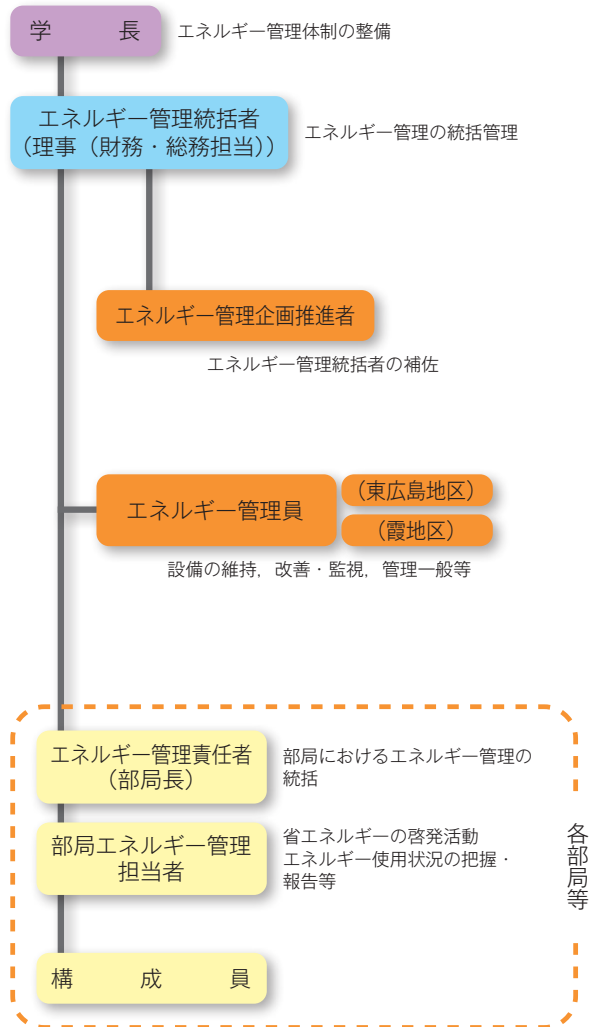 学長
エネルギー管理体制の整備
エネルギー管理統括者
（理事（財務・総務担当））
エネルギー管理の統括管理
エネルギー管理企画推進者
エネルギー管理統括者の補佐
エネルギー管理員
（東広島地区）
（霞地区）
設備の維持，改善・監視，管理一般等
エネルギー管理責任者
（部局長）
部局におけるエネルギー管理の
統括
部局エネルギー管理
担当者
省エネルギーの啓発活動
エネルギー使用状況の把握・
報告等
各部局等
構成員